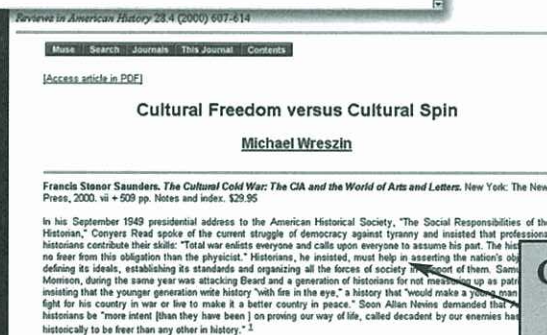 Reviews in American History 28.4 (2000) 607-614
Muse Search Journals This Journal Contents
[Access article in PDF]
Cultural Freedom versus Cultural Spin
Michael Wreszin
Francis Stonor Saunders. The Cultural Cold War: The CIA and the World of Arts and Letters. New York: The New
Press, 2000. vii + 509 pp. Notes and index. $29.95
In his September 1949 presidential address to the American Historical Society, "The Social Responsibilities of the
Historian," Conyers Read spoke of the current struggle of democracy against tyranny and insisted that professional
historians contribute their skills: "Total war enlists everyone and calls upon everyone to assume his part. The
no freer from this obligation than the physicist." Historians, he insisted, must help in asserting the nation's
defining its ideals, establishing its standards and organizing all the forces of society in support of them.
Morrison, during the same year was attacking Beard and a generation of historians for not measuring up as
insisting that the younger generation write history "with fire in the eye," a history that "would make a young man
fight for his country in war or live to make it a better country in peace." Soon Allan Nevins demanded that
historians be "more intent [than they have been ] on proving our way of life, called decadent by our enemies has
historically to be freer than any other in history." 1